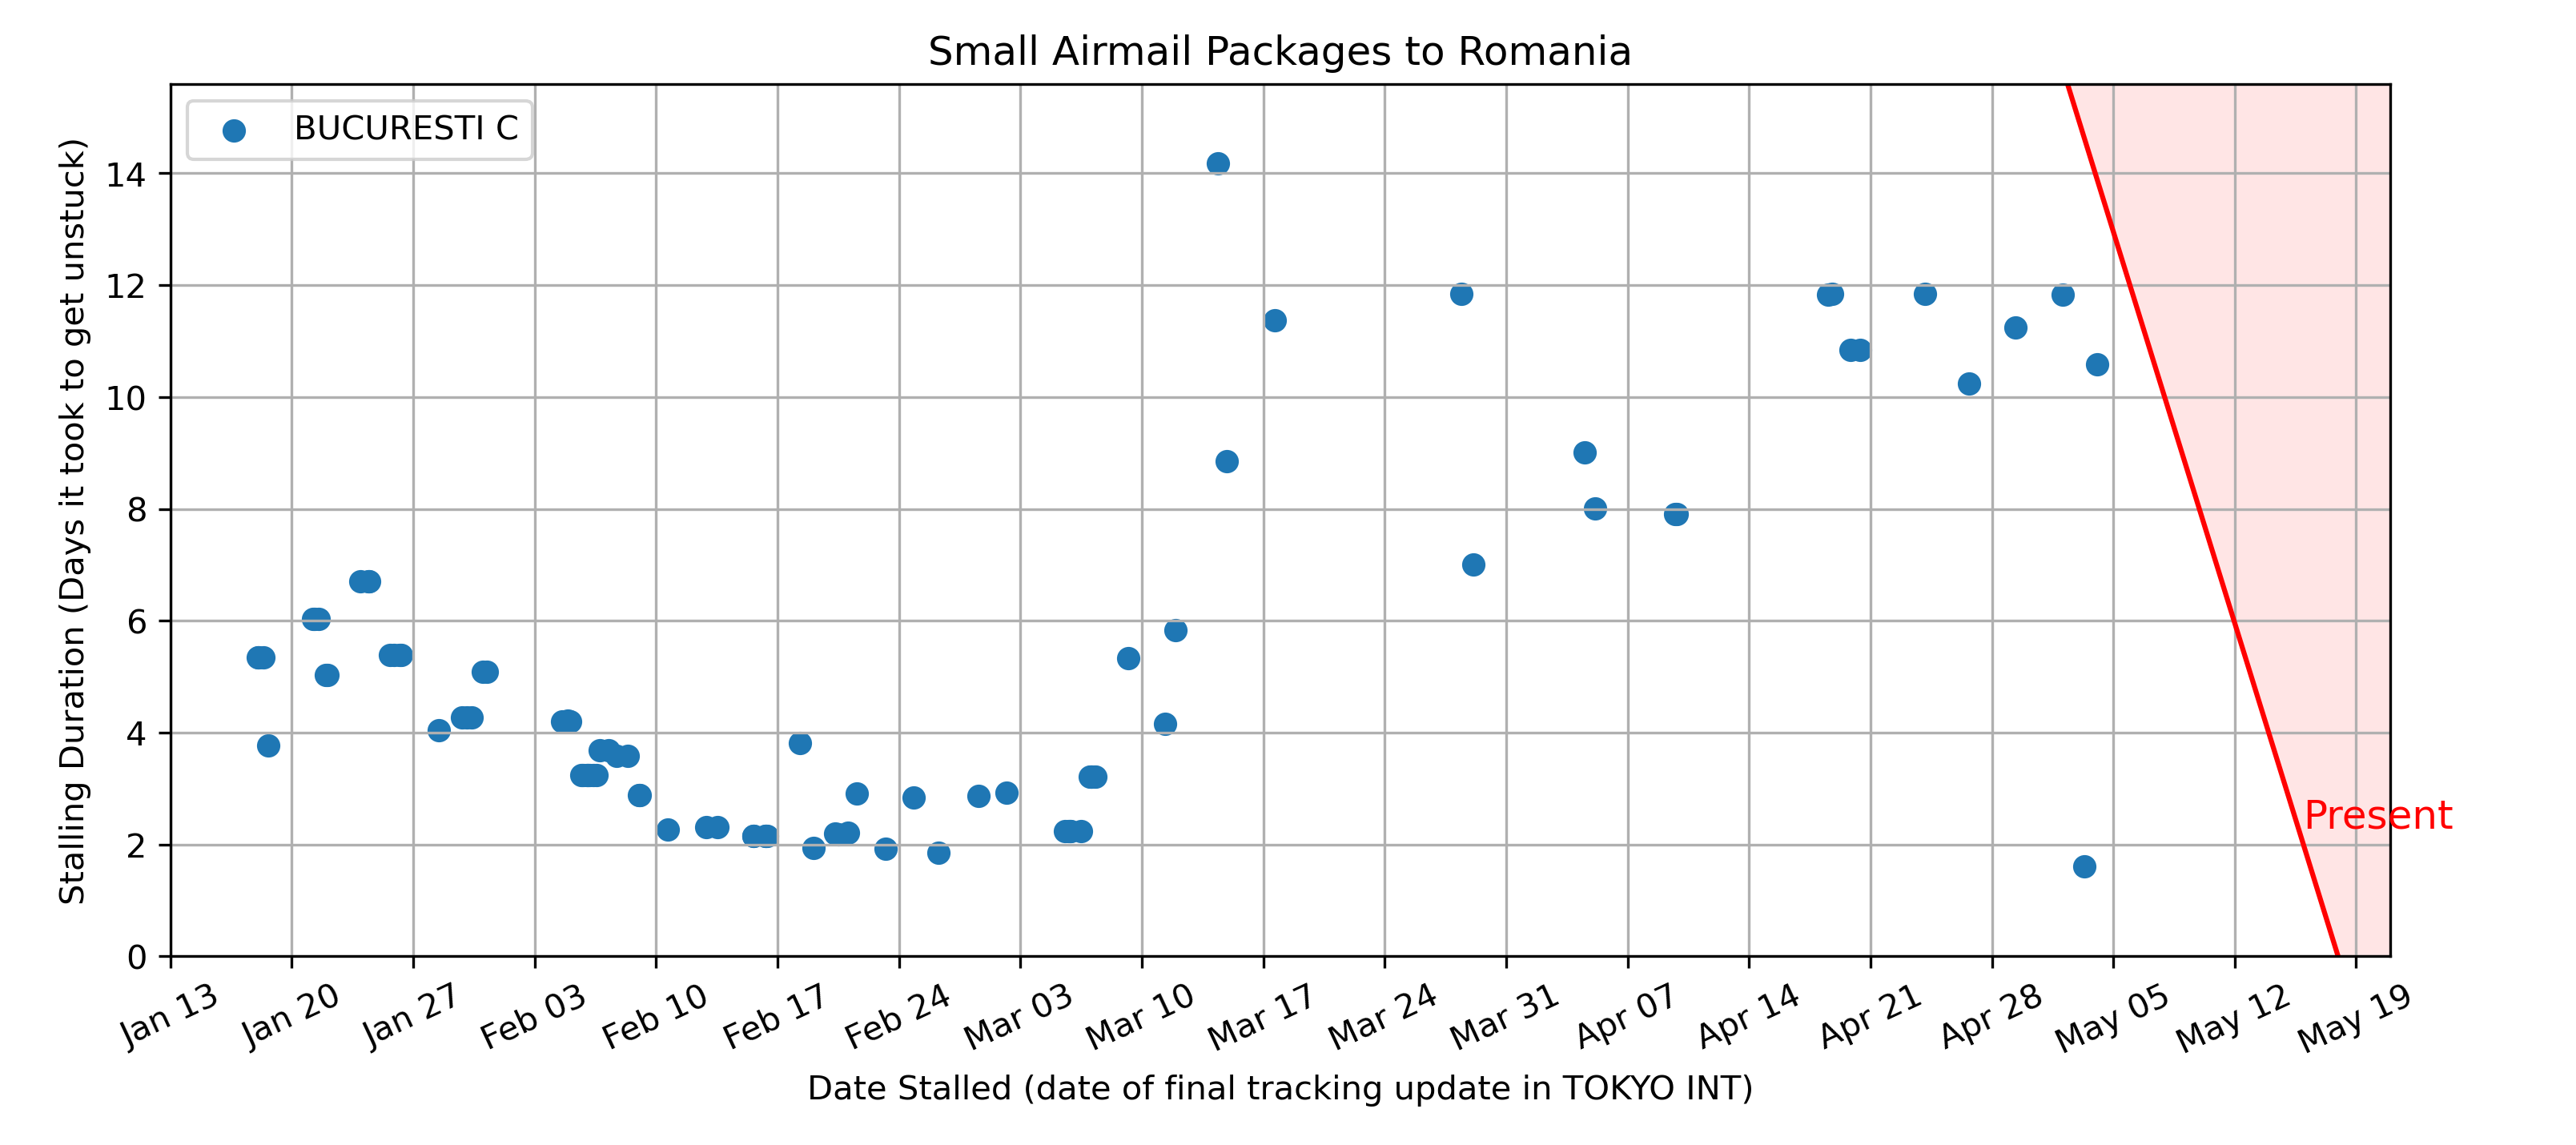 Small Airmail Packages to Romania
BUCURESTI C
Stalling Duration (Days it took to get unstuck)
14
12
10
8
6
4
2
0
Present
Jan 13
Jan 20
Jan 27
Feb 03
Feb 10
Feb 17
Feb 24
Mar 03
Mar 10
Mar 17
Mar 24
Mar 31
Apr 07
Apr 14
Apr 21
Apr 28
May 05
May 12
May 19
Date Stalled (date of final tracking update in TOKYO INT)